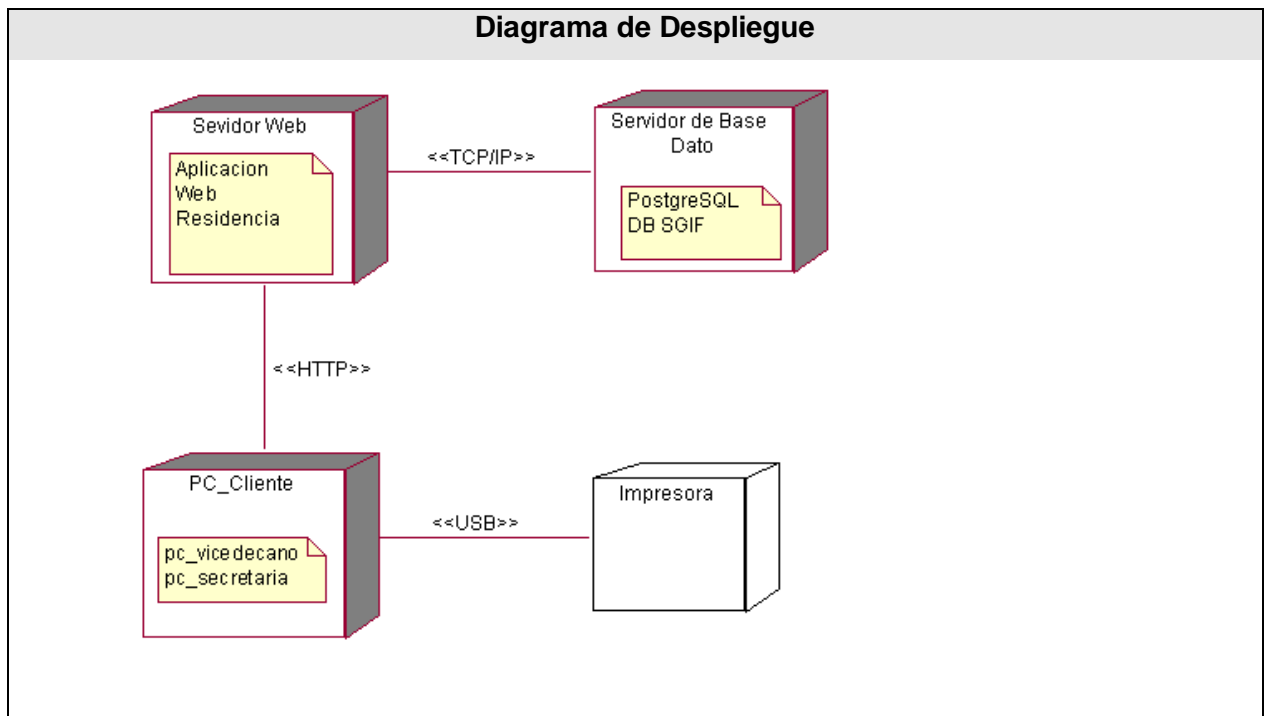 Diagrama de Despliegue
Sevidor Web
Aplicacion
Web
Residencia
<<TCP/IP>>
Servidor de Base
Dato
PostgreSQL
DB SGIF
<<HTTP>>
PC_Cliente
pc_vicedecano
pc_secretaria
<<USB>>
Impresora